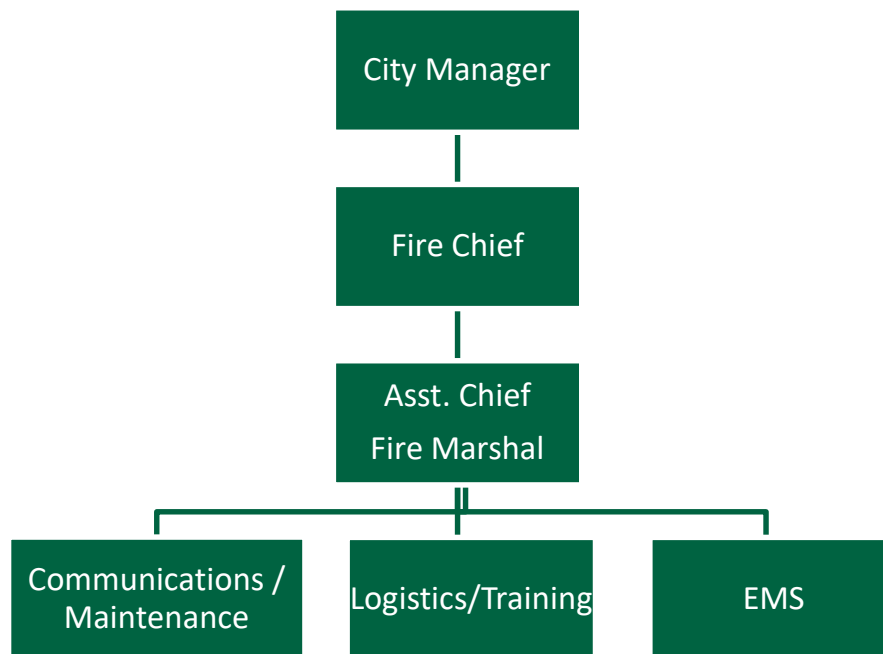 City Manager
Fire Chief
Asst. Chief
Fire Marshal
Communications /
Maintenance
Logistics/Training
EMS